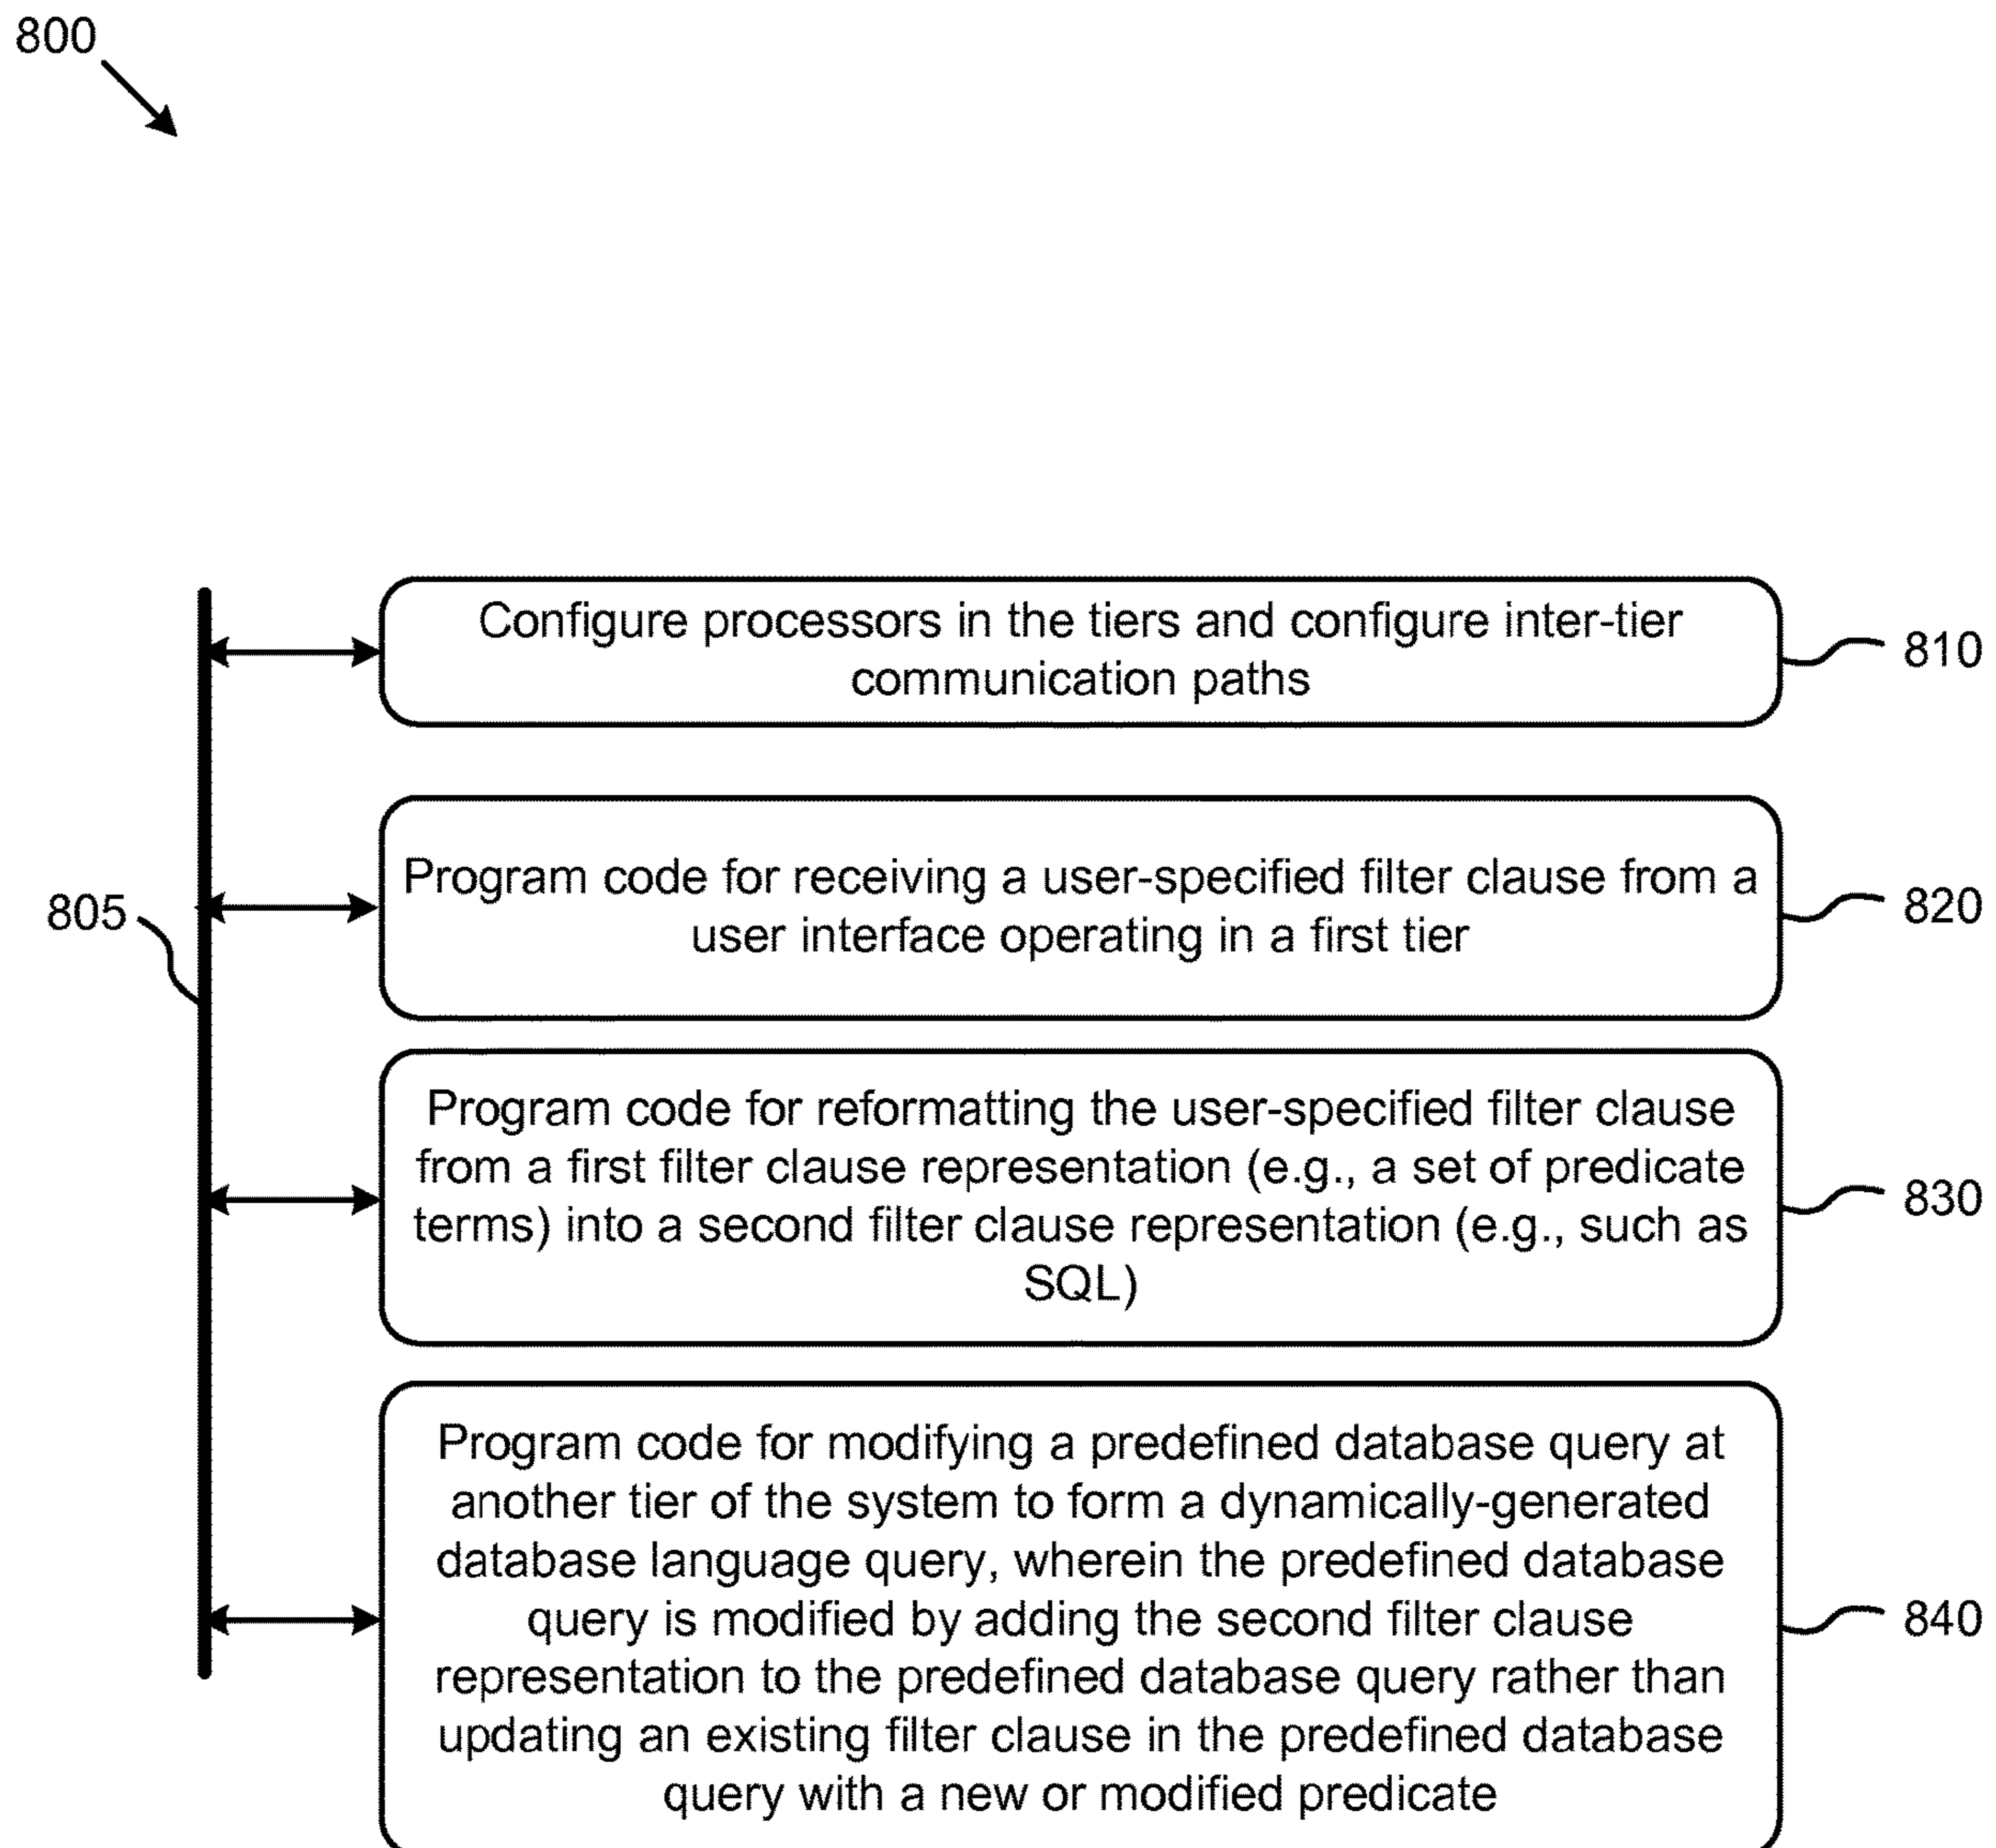 800
Configure processors in the tiers and configure inter-tier
communication paths
810
Program code for receiving a user-specified filter clause from a
user interface operating in a first tier
820
805
Program code for reformatting the user-specified filter clause
from a first filter clause representation (e.g., a set of predicate
terms) into a second filter clause representation (e.g., such as
SQL)
830
Program code for modifying a predefined database query at
another tier of the system to form a dynamically-generated
database language query, wherein the predefined database
query is modified by adding the second filter clause
representation to the predefined database query rather than
updating an existing filter clause in the predefined database
query with a new or modified predicate
840